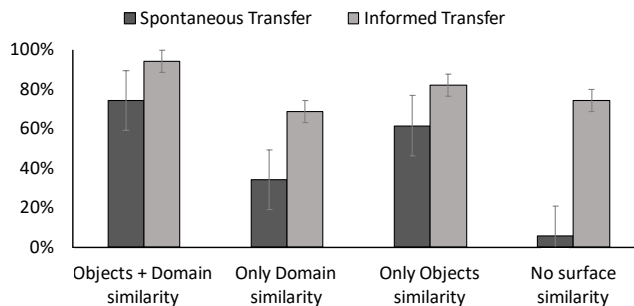 Spontaneous Transfer Informed Transfer
100%
80%
60%
40%
20%
0%
Objects + Domain similarity
Only Domain similarity
Only Objects similarity
No surface similarity